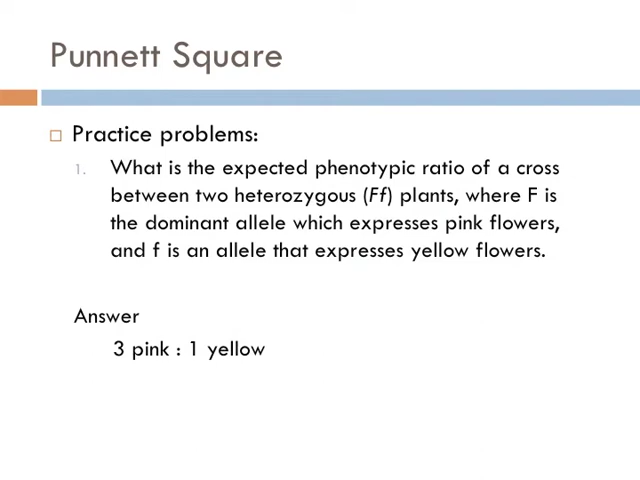 Punnett Square
Practice problems:
1. What is the expected phenotypic ratio of a cross
between two heterozygous (Ff) plants, where F is
the dominant allele which expresses pink flowers,
and f is an allele that expresses yellow flowers.
Answer
3 pink : 1 yellow